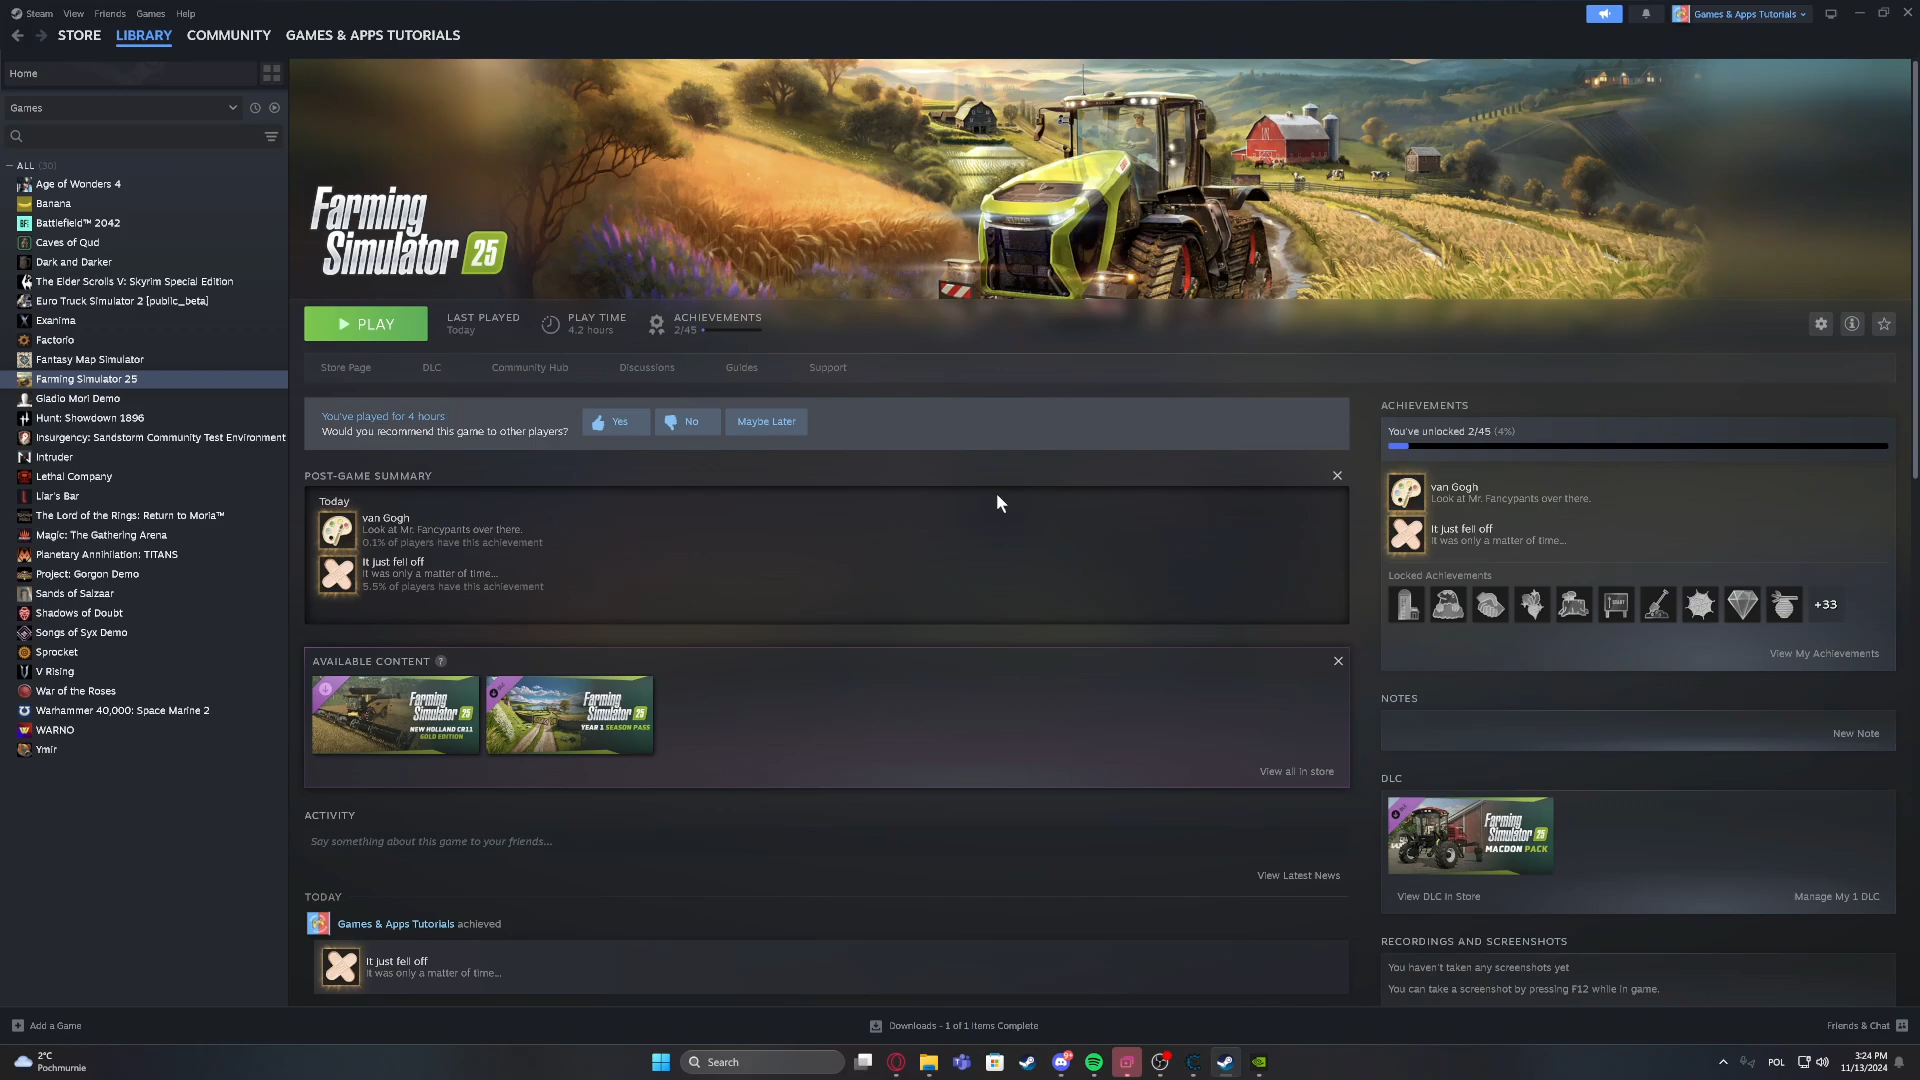 Steam View Friends Games Help
Games & Apps Tutorials
STORE LIBRARY COMMUNITY GAMES & APPS TUTORIALS
Home
Games
ALL (30)
Age of Wonders 4
Banana
Battlefield™ 2042
Caves of Qud
Dark and Darker
The Elder Scrolls V: Skyrim Special Edition
Euro Truck Simulator 2 [public_beta]
Exanima
Factorio
Fantasy Map Simulator
Farming Simulator 25
Gladio Mori Demo
Hunt: Showdown 1896
Insurgency: Sandstorm Community Test Environment
Intruder
Lethal Company
Liar's Bar
The Lord of the Rings: Return to Moria™
Magic: The Gathering Arena
Planetary Annihilation: TITANS
Project: Gorgon Demo
Sands of Salzaar
Shadows of Doubt
Songs of Syx Demo
Sprocket
V Rising
War of the Roses
Warhammer 40,000: Space Marine 2
WARNO
Ymir
Farming
Simulator 25
PLAY
LAST PLAYED
Today
PLAY TIME
4.2 hours
ACHIEVEMENTS
2/45
Store Page DLC Community Hub Discussions Guides Support
You've played for 4 hours
Would you recommend this game to other players?
Yes No Maybe Later
POST-GAME SUMMARY
Today
van Gogh
Look at Mr. Fancypants over there.
0.1% of players have this achievement
It just fell off
It was only a matter of time...
5.5% of players have this achievement
AVAILABLE CONTENT ?
Farming
Simulator 25
NEW HOLLAND CR11
GOLD EDITION
Farming
Simulator 25
YEAR 1 SEASON PASS
View all in store
ACTIVITY
Say something about this game to your friends...
View Latest News
TODAY
Games & Apps Tutorials achieved
It just fell off
It was only a matter of time...
ACHIEVEMENTS
You've unlocked 2/45 (4%)
van Gogh
Look at Mr. Fancypants over there.
It just fell off
It was only a matter of time...
Locked Achievements
+33
View My Achievements
NOTES
New Note
DLC
Farming
Simulator 25
MACDON PACK
View DLC In Store
Manage My 1 DLC
RECORDINGS AND SCREENSHOTS
You haven't taken any screenshots yet
You can take a screenshot by pressing F12 while in game.
Add a Game
Downloads - 1 of 1 Items Complete
Friends & Chat
2°C
Pochmurnie
Search
POL
3:24 PM
11/13/2024